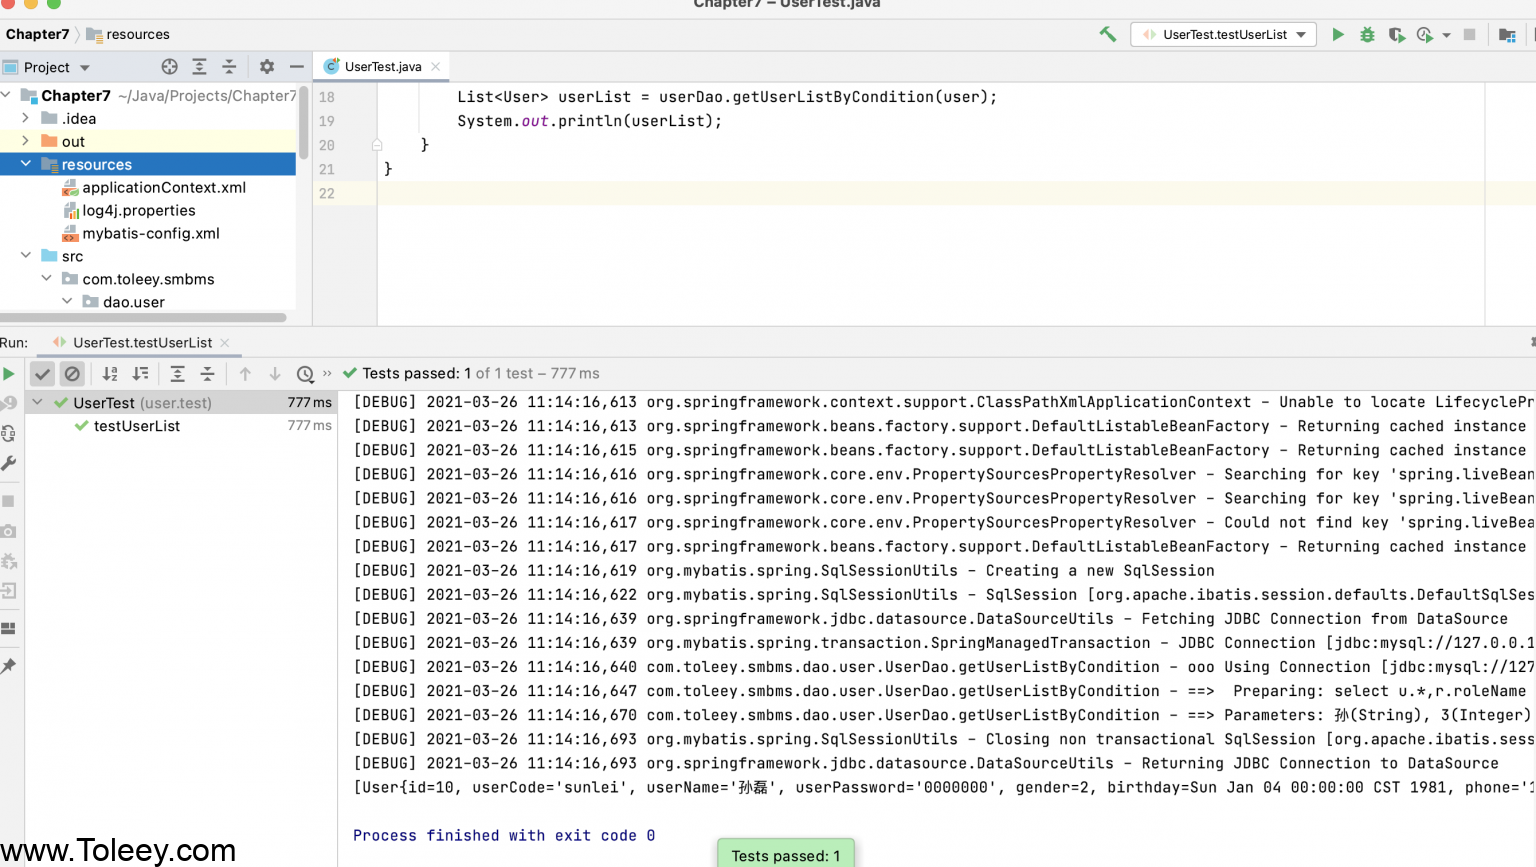 Chapter7 – UserTest.java
Chapter7 resources
UserTest.testUserList
Project
UserTest.java
Chapter7 ~/Java/Projects/Chapter7
.idea
out
resources
applicationContext.xml
log4j.properties
mybatis-config.xml
src
com.toleey.smbms
dao.user
18 List<User> userList = userDao.getUserListByCondition(user);
19 System.out.println(userList);
20 }
21 }
22
Run: UserTest.testUserList
Tests passed: 1 of 1 test – 777 ms
UserTest (user.test) 777 ms
testUserList 777 ms
[DEBUG] 2021-03-26 11:14:16,613 org.springframework.context.support.ClassPathXmlApplicationContext - Unable to locate LifecyclePr
[DEBUG] 2021-03-26 11:14:16,613 org.springframework.beans.factory.support.DefaultListableBeanFactory - Returning cached instance
[DEBUG] 2021-03-26 11:14:16,615 org.springframework.beans.factory.support.DefaultListableBeanFactory - Returning cached instance
[DEBUG] 2021-03-26 11:14:16,616 org.springframework.core.env.PropertySourcesPropertyResolver - Searching for key 'spring.liveBean
[DEBUG] 2021-03-26 11:14:16,616 org.springframework.core.env.PropertySourcesPropertyResolver - Searching for key 'spring.liveBean
[DEBUG] 2021-03-26 11:14:16,617 org.springframework.core.env.PropertySourcesPropertyResolver - Could not find key 'spring.liveBea
[DEBUG] 2021-03-26 11:14:16,617 org.springframework.beans.factory.support.DefaultListableBeanFactory - Returning cached instance
[DEBUG] 2021-03-26 11:14:16,619 org.mybatis.spring.SqlSessionUtils - Creating a new SqlSession
[DEBUG] 2021-03-26 11:14:16,622 org.mybatis.spring.SqlSessionUtils - SqlSession [org.apache.ibatis.session.defaults.DefaultSqlSes
[DEBUG] 2021-03-26 11:14:16,639 org.springframework.jdbc.datasource.DataSourceUtils - Fetching JDBC Connection from DataSource
[DEBUG] 2021-03-26 11:14:16,639 org.mybatis.spring.transaction.SpringManagedTransaction - JDBC Connection [jdbc:mysql://127.0.0.1
[DEBUG] 2021-03-26 11:14:16,640 com.toleey.smbms.dao.user.UserDao.getUserListByCondition - ooo Using Connection [jdbc:mysql://127
[DEBUG] 2021-03-26 11:14:16,647 com.toleey.smbms.dao.user.UserDao.getUserListByCondition - ==>  Preparing: select u.*,r.roleName
[DEBUG] 2021-03-26 11:14:16,670 com.toleey.smbms.dao.user.UserDao.getUserListByCondition - ==> Parameters: 孙(String), 3(Integer)
[DEBUG] 2021-03-26 11:14:16,693 org.mybatis.spring.SqlSessionUtils - Closing non transactional SqlSession [org.apache.ibatis.sess
[DEBUG] 2021-03-26 11:14:16,693 org.springframework.jdbc.datasource.DataSourceUtils - Returning JDBC Connection to DataSource
[User{id=10, userCode='sunlei', userName='孙磊', userPassword='0000000', gender=2, birthday=Sun Jan 04 00:00:00 CST 1981, phone='1
Process finished with exit code 0
www.Toleey.com
Tests passed: 1